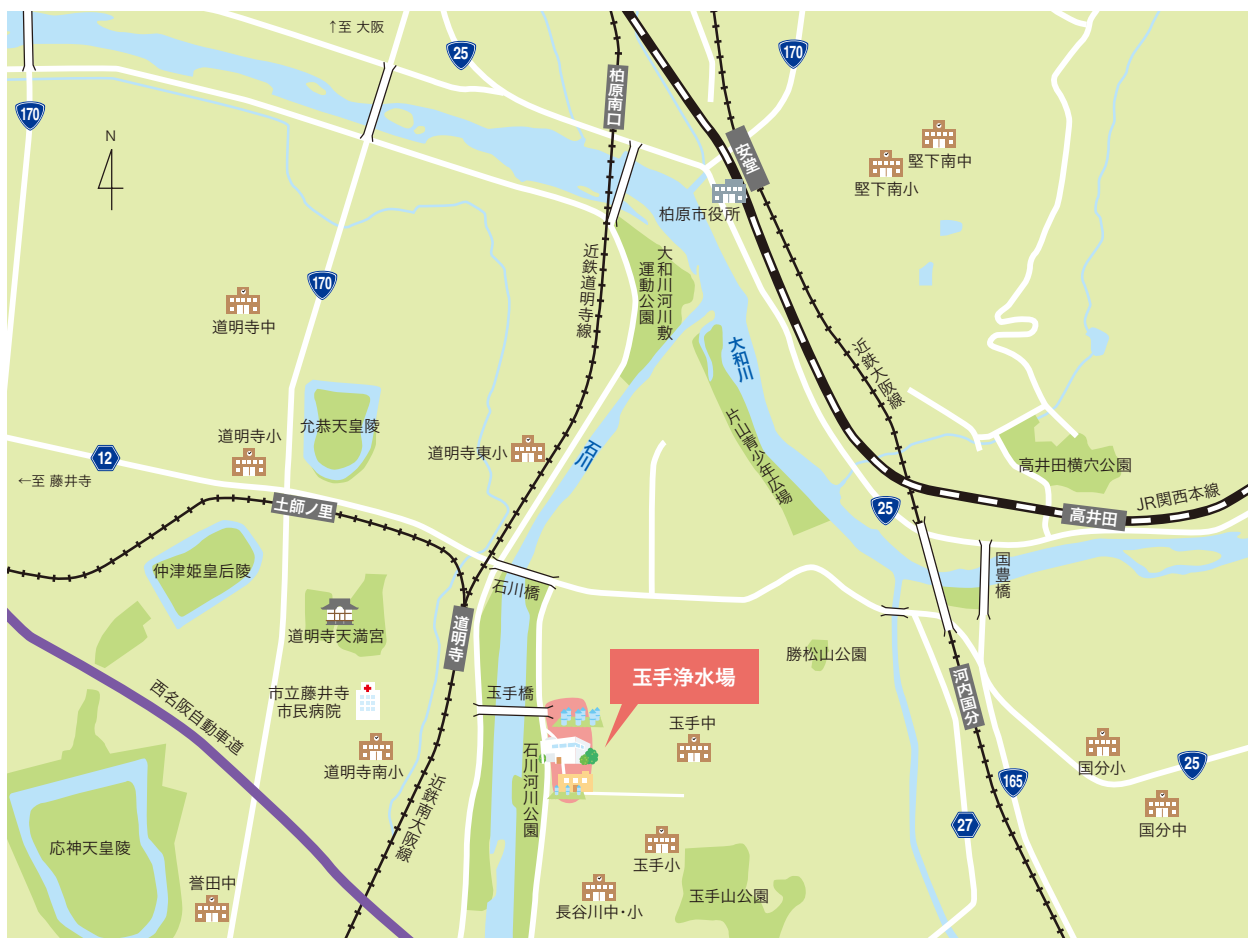 ↑至 大阪
25
柏原南口
170
170
N
安堂
堅下南中
堅下南小
柏原市役所
大和川河川敷
運動公園
近鉄道明寺線
170
道明寺中
大和川
近鉄大阪線
允恭天皇陵
道明寺小
道明寺東小
石川
片山青少年広場
12
←至 藤井寺
高井田横穴公園
JR関西本線
25
高井田
土師ノ里
国豊橋
仲津姫皇后陵
石川橋
道明寺天満宮
道明寺
勝松山公園
玉手浄水場
河内国分
市立藤井寺
市民病院
玉手橋
西名阪自動車道
玉手中
道明寺南小
石川河川公園
国分小
25
165
近鉄南大阪線
27
国分中
応神天皇陵
玉手小
誉田中
長谷川中・小
玉手山公園